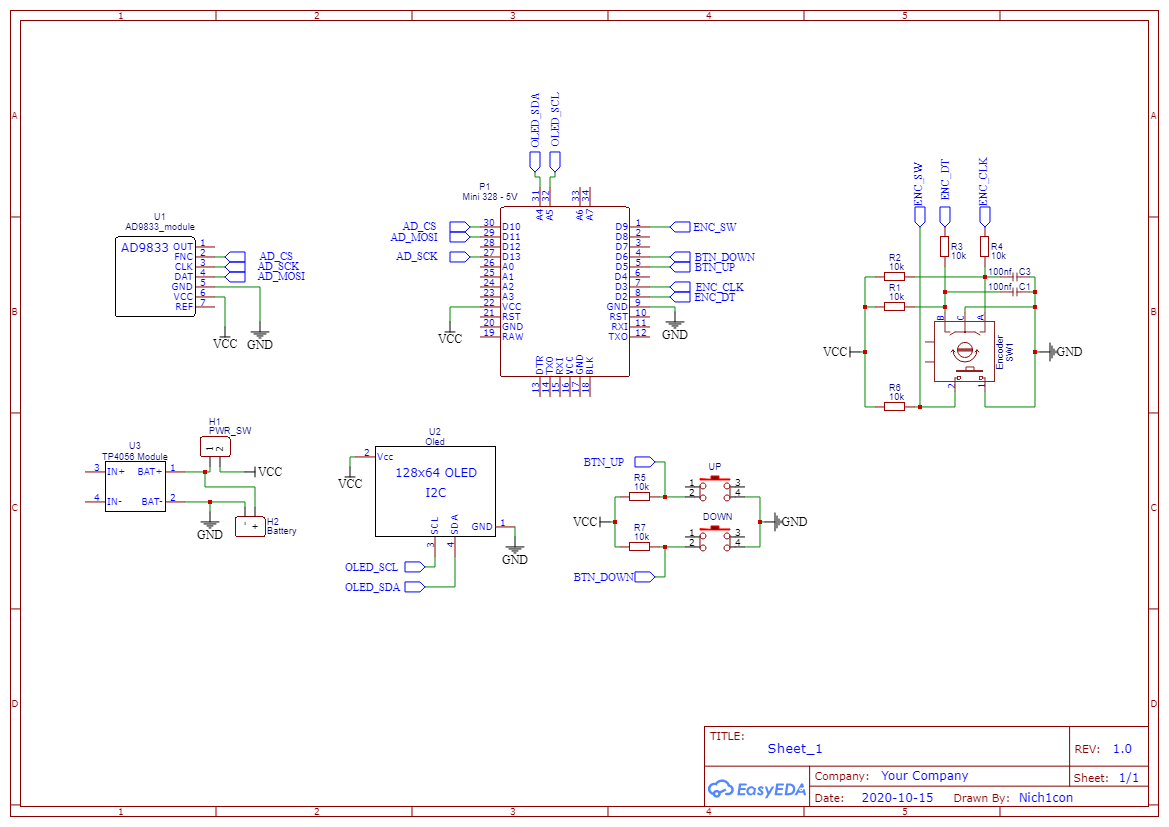 1 2 3 4 5
A
B
C
D
A
B
C
D
1 2 3 4 5
U1
AD9833_module
AD9833
OUT 1
FNC 2
CLK 3
DAT 4
GND 5
VCC 6
REF 7
AD_CS
AD_SCK
AD_MOSI
VCC
GND
OLED_SDA
OLED_SCL
P1
Mini 328 - 5V
31 32 33 34
A4 A5 A6 A7
AD_CS
AD_MOSI
AD_SCK
30 D10
29 D11
28 D12
27 D13
26 A0
25 A1
24 A2
23 A3
22 VCC
21 RST
20 GND
19 RAW
VCC
D9 1
D8 2
D7 3
D6 4
D5 5
D4 6
D3 7
D2 8
GND 9
RST 10
RXI 11
TXO 12
ENC_SW
BTN_DOWN
BTN_UP
ENC_CLK
ENC_DT
GND
DTR TXO RXI VCC GND BLK
13 14 15 16 17 18
ENC_SW
ENC_DT
ENC_CLK
R3
10k
R4
10k
R2
10k
R1
10k
100nf C3
100nf C1
B C A
VCC
GND
Encoder
SW1
2 1
R6
10k
H1
PWR_SW
1 2
U3
TP4056 Module
3 IN+ BAT+ 1
4 IN- BAT- 2
VCC
GND
- +
H2
Battery
U2
Oled
2 Vcc
VCC
128x64 OLED
I2C
SCL SDA GND 1
3 4
GND
OLED_SCL
OLED_SDA
BTN_UP
R5
10k
UP
1 3
2 4
VCC
GND
R7
10k
DOWN
1 3
2 4
BTN_DOWN
TITLE:
Sheet_1
REV: 1.0
EasyEDA
Company: Your Company
Sheet: 1/1
Date: 2020-10-15 Drawn By: Nich1con